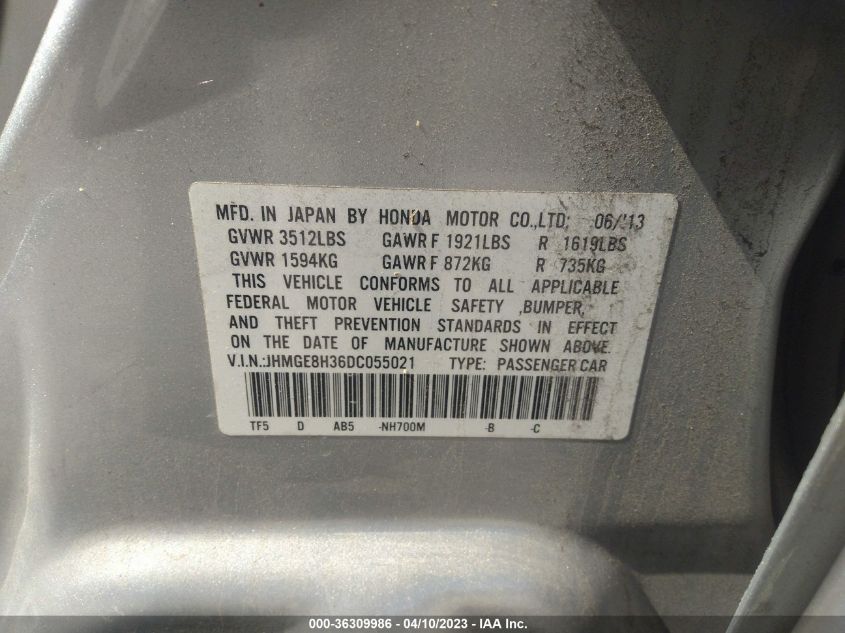 MFD. IN JAPAN BY HONDA MOTOR CO.,LTD; 06/'13
GVWR 3512LBS GAWR F 1921LBS R 1619LBS
GVWR 1594KG GAWR F 872KG R 735KG
THIS VEHICLE CONFORMS TO ALL APPLICABLE
FEDERAL MOTOR VEHICLE SAFETY ,BUMPER,
AND THEFT PREVENTION STANDARDS IN EFFECT
ON THE DATE OF MANUFACTURE SHOWN ABOVE.
V.I.N.:JHMGE8H36DC055021 TYPE: PASSENGER CAR
TF5 D AB5 -NH700M -B -C
000-36309986 - 04/10/2023 - IAA Inc.